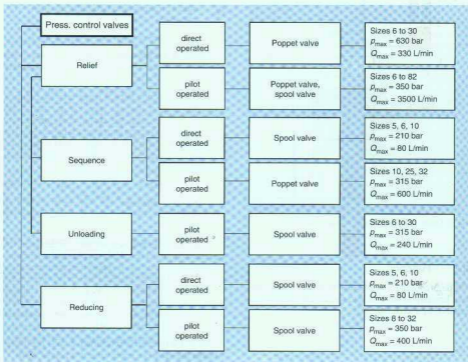 Press. control valves
Relief
direct
operated
Poppet valve
Sizes 6 to 30
pmax = 630 bar
Qmax = 330 L/min
pilot
operated
Poppet valve,
spool valve
Sizes 6 to 82
pmax = 350 bar
Qmax = 3500 L/min
Sequence
direct
operated
Spool valve
Sizes 5, 6, 10
pmax = 210 bar
Qmax = 80 L/min
pilot
operated
Poppet valve
Sizes 10, 25, 32
pmax = 315 bar
Qmax = 600 L/min
Unloading
pilot
operated
Spool valve
Sizes 6 to 30
pmax = 315 bar
Qmax = 240 L/min
Reducing
direct
operated
Spool valve
Sizes 5, 6, 10
pmax = 210 bar
Qmax = 80 L/min
pilot
operated
Spool valve
Sizes 6 to 32
pmax = 350 bar
Qmax = 400 L/min